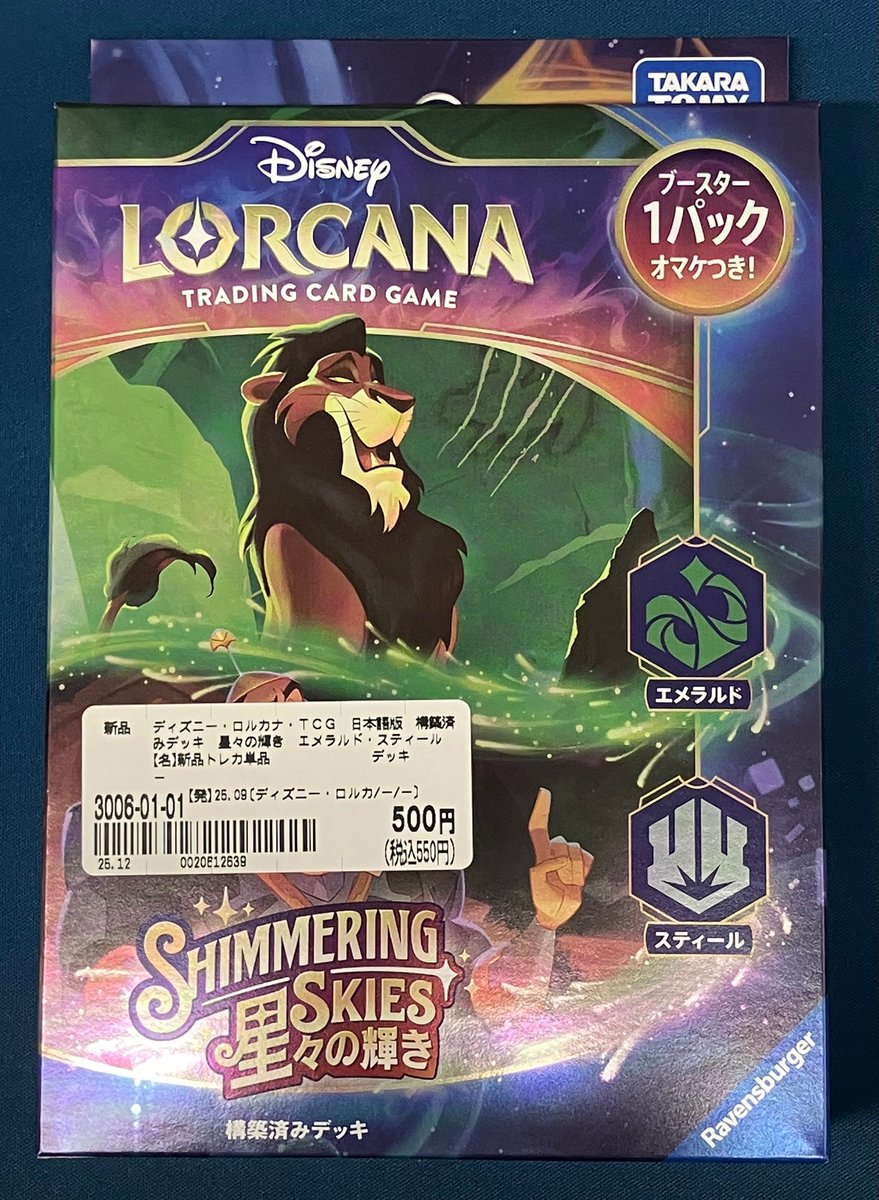 TAKARA
TOMY
Disney
LORCANA
TRADING CARD GAME
ブースター
1パック
オマケつき!
エメラルド
新品 ディズニー・ロルカナ・TCG 日本語版 構築済
みデッキ 星々の輝き エメラルド・スティール
【名】新品トレカ単品 デッキ
－
3006-01-01 【発】25.09〔ディズニー・ロルカ/－/－〕
500円
(税込550円)
25.12 0020612639
スティール
SHIMMERING
SKIES
星々の輝き
構築済みデッキ
Ravensburger